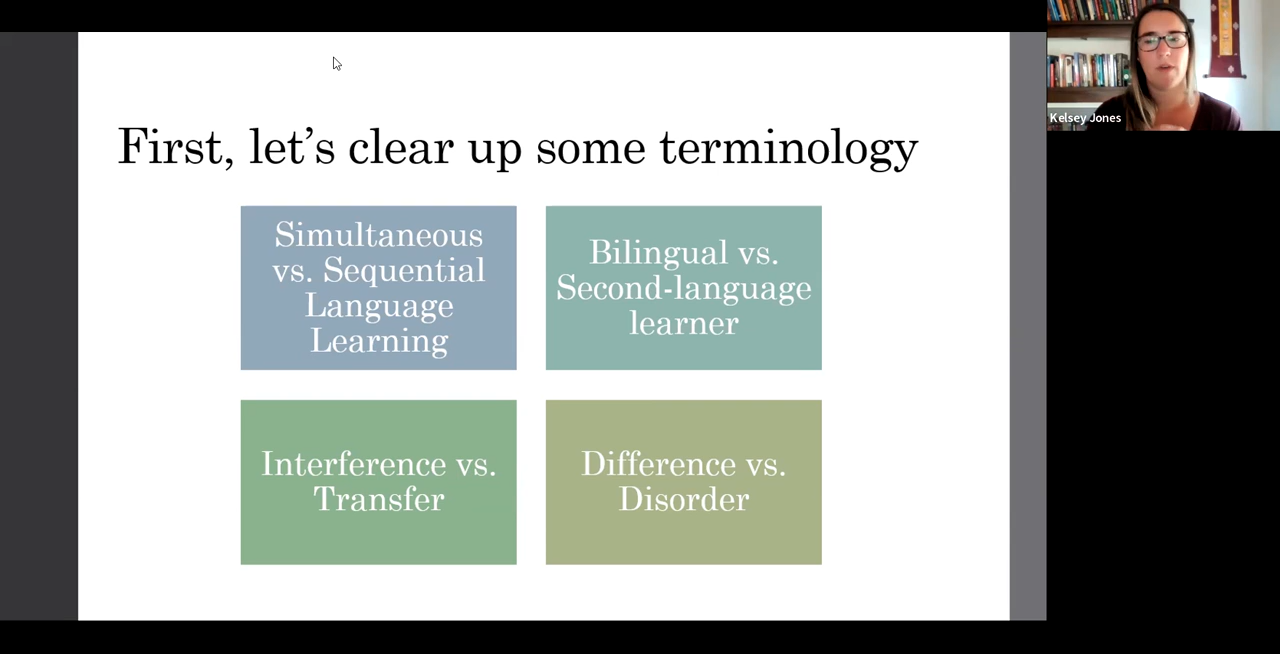 First, let’s clear up some terminology
Simultaneous
vs. Sequential
Language
Learning
Bilingual vs.
Second-language
learner
Interference vs.
Transfer
Difference vs.
Disorder
Kelsey Jones